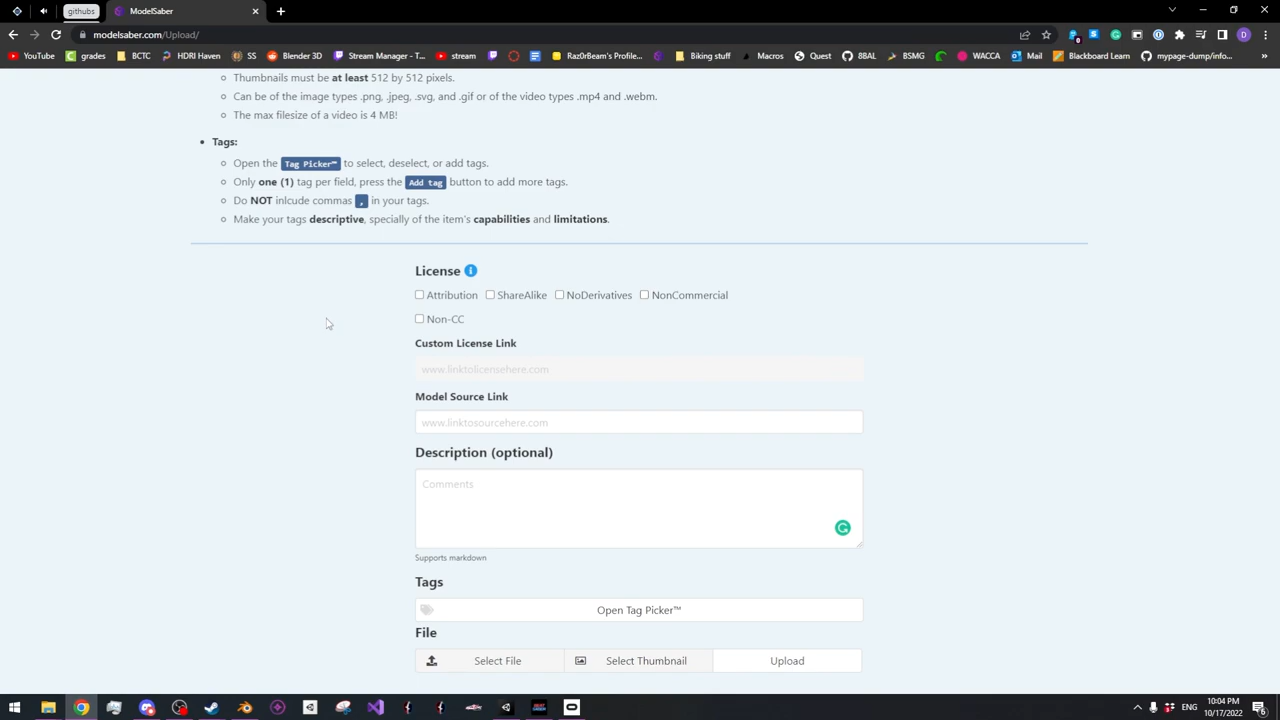 githubs
ModelSaber
modelsaber.com/Upload/
YouTube grades BCTC HDRI Haven SS Blender 3D Stream Manager - T... stream Raz0rBeam's Profile... Building Music Macros Quest 88AL BSMG WACCA Mail Blackboard Learn mypage-dump/info...
Thumbnails must be at least 512 by 512 pixels.
Can be of the image types .png, .jpeg, .svg, and .gif or of the video types .mp4 and .webm.
The max filesize of a video is 4 MB!
Tags:
Open the Tag Picker™ to select, deselect, or add tags.
Only one (1) tag per field, press the Add tag button to add more tags.
Do NOT inlcude commas , in your tags.
Make your tags descriptive, specially of the item's capabilities and limitations.
License
Attribution ShareAlike NoDerivatives NonCommercial
Non-CC
Custom License Link
www.linktolicensehere.com
Model Source Link
www.linktosourcehere.com
Description (optional)
Comments
Supports markdown
Tags
Open Tag Picker™
File
Select File Select Thumbnail Upload
ENG
10:04 PM
10/17/2022